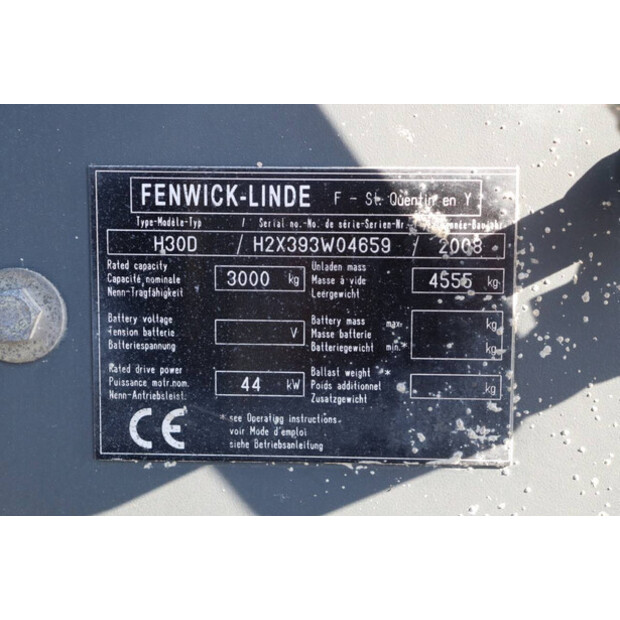 FENWICK-LINDE F - St. Quentin en Y.
Type-Modèle-Typ / Serial no.-No. de série-Serien-Nr. / Année-Baujahr
H30D / H2X393W04659 / 2008
Rated capacity
Capacité nominale
Nenn-Tragfähigkeit
3000 kg
Unladen mass
Masse à vide
Leergewicht
4555 kg
Battery voltage
Tension batterie
Batteriespannung
V
Battery mass max.
Masse batterie
Batteriegewicht min.*
kg
kg
Rated drive power
Puissance motr.nom.
Nenn-Antriebsleist.
44 kW
Ballast weight *
Poids additionnel
Zusatzgewicht
kg
CE
* see Operating instructions
voir Mode d'emploi
siehe Betriebsanleitung